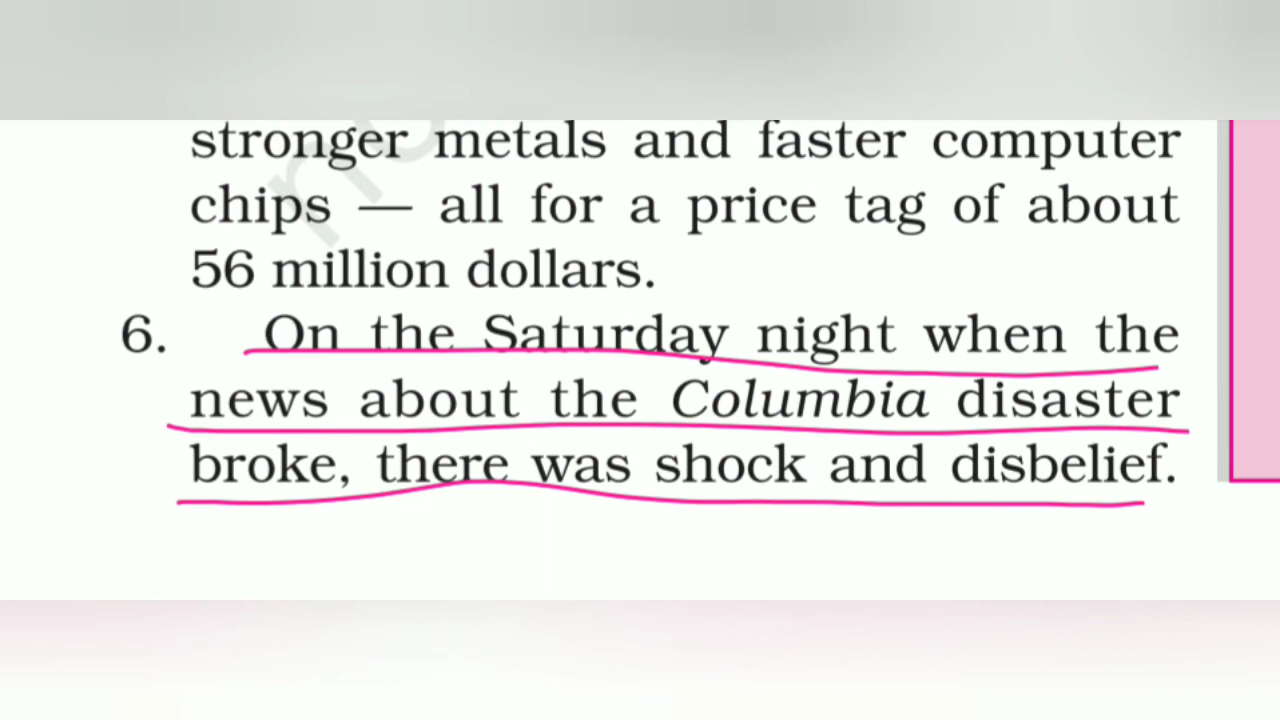 stronger metals and faster computer
chips — all for a price tag of about
56 million dollars.
6. On the Saturday night when the
news about the Columbia disaster
broke, there was shock and disbelief.